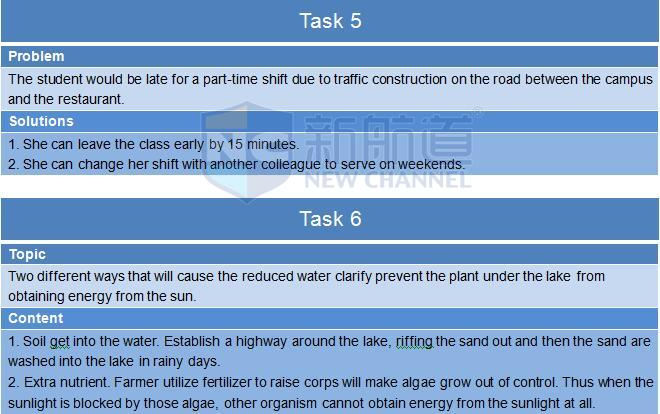 Task 5
Problem
The student would be late for a part-time shift due to traffic construction on the road between the campus
and the restaurant.
Solutions
1. She can leave the class early by 15 minutes.
2. She can change her shift with another colleague to serve on weekends.
新航道®
NEW CHANNEL
Task 6
Topic
Two different ways that will cause the reduced water clarify prevent the plant under the lake from
obtaining energy from the sun.
Content
1. Soil get into the water. Establish a highway around the lake, riffing the sand out and then the sand are
washed into the lake in rainy days.
2. Extra nutrient. Farmer utilize fertilizer to raise corps will make algae grow out of control. Thus when the
sunlight is blocked by those algae, other organism cannot obtain energy from the sunlight at all.